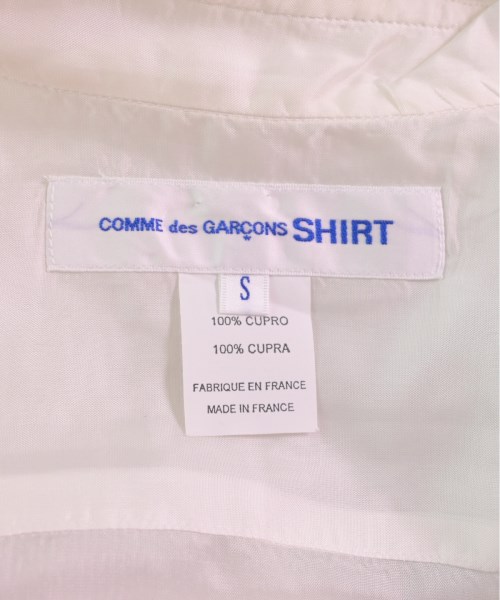 COMME des GARÇONS SHIRT
S
100% CUPRO
100% CUPRA
FABRIQUE EN FRANCE
MADE IN FRANCE